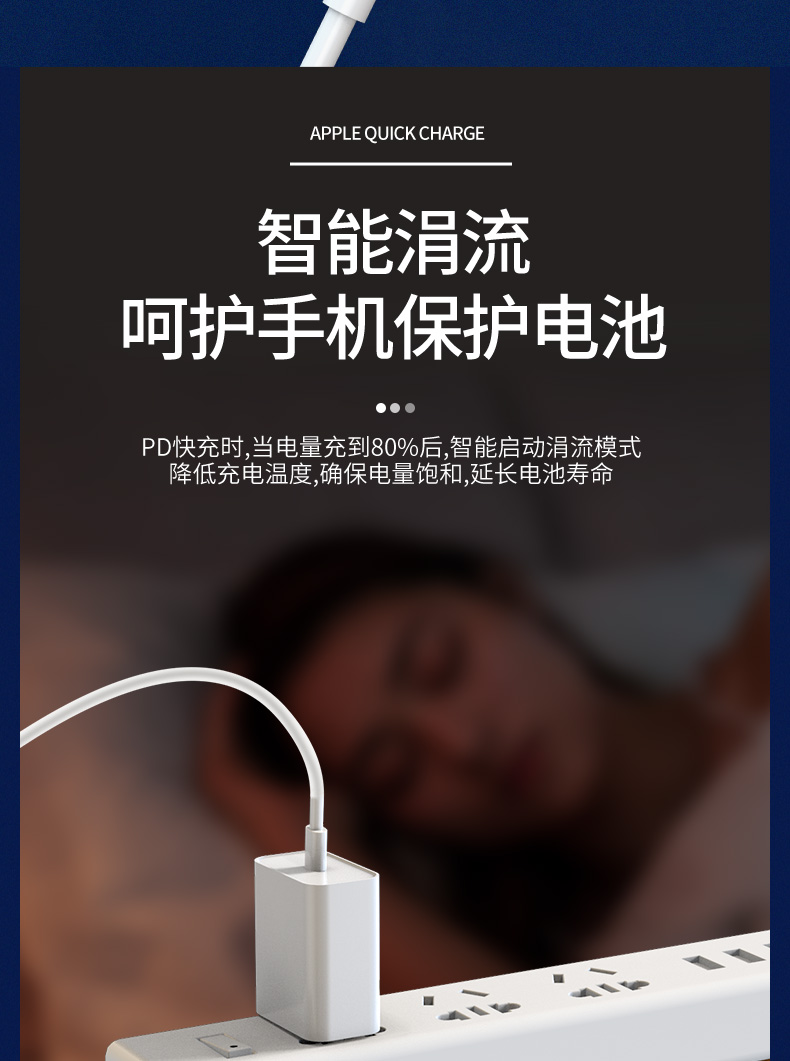 APPLE QUICK CHARGE
智能涓流
呵护手机保护电池
PD快充时,当电量充到80%后,智能启动涓流模式
降低充电温度,确保电量饱和,延长电池寿命